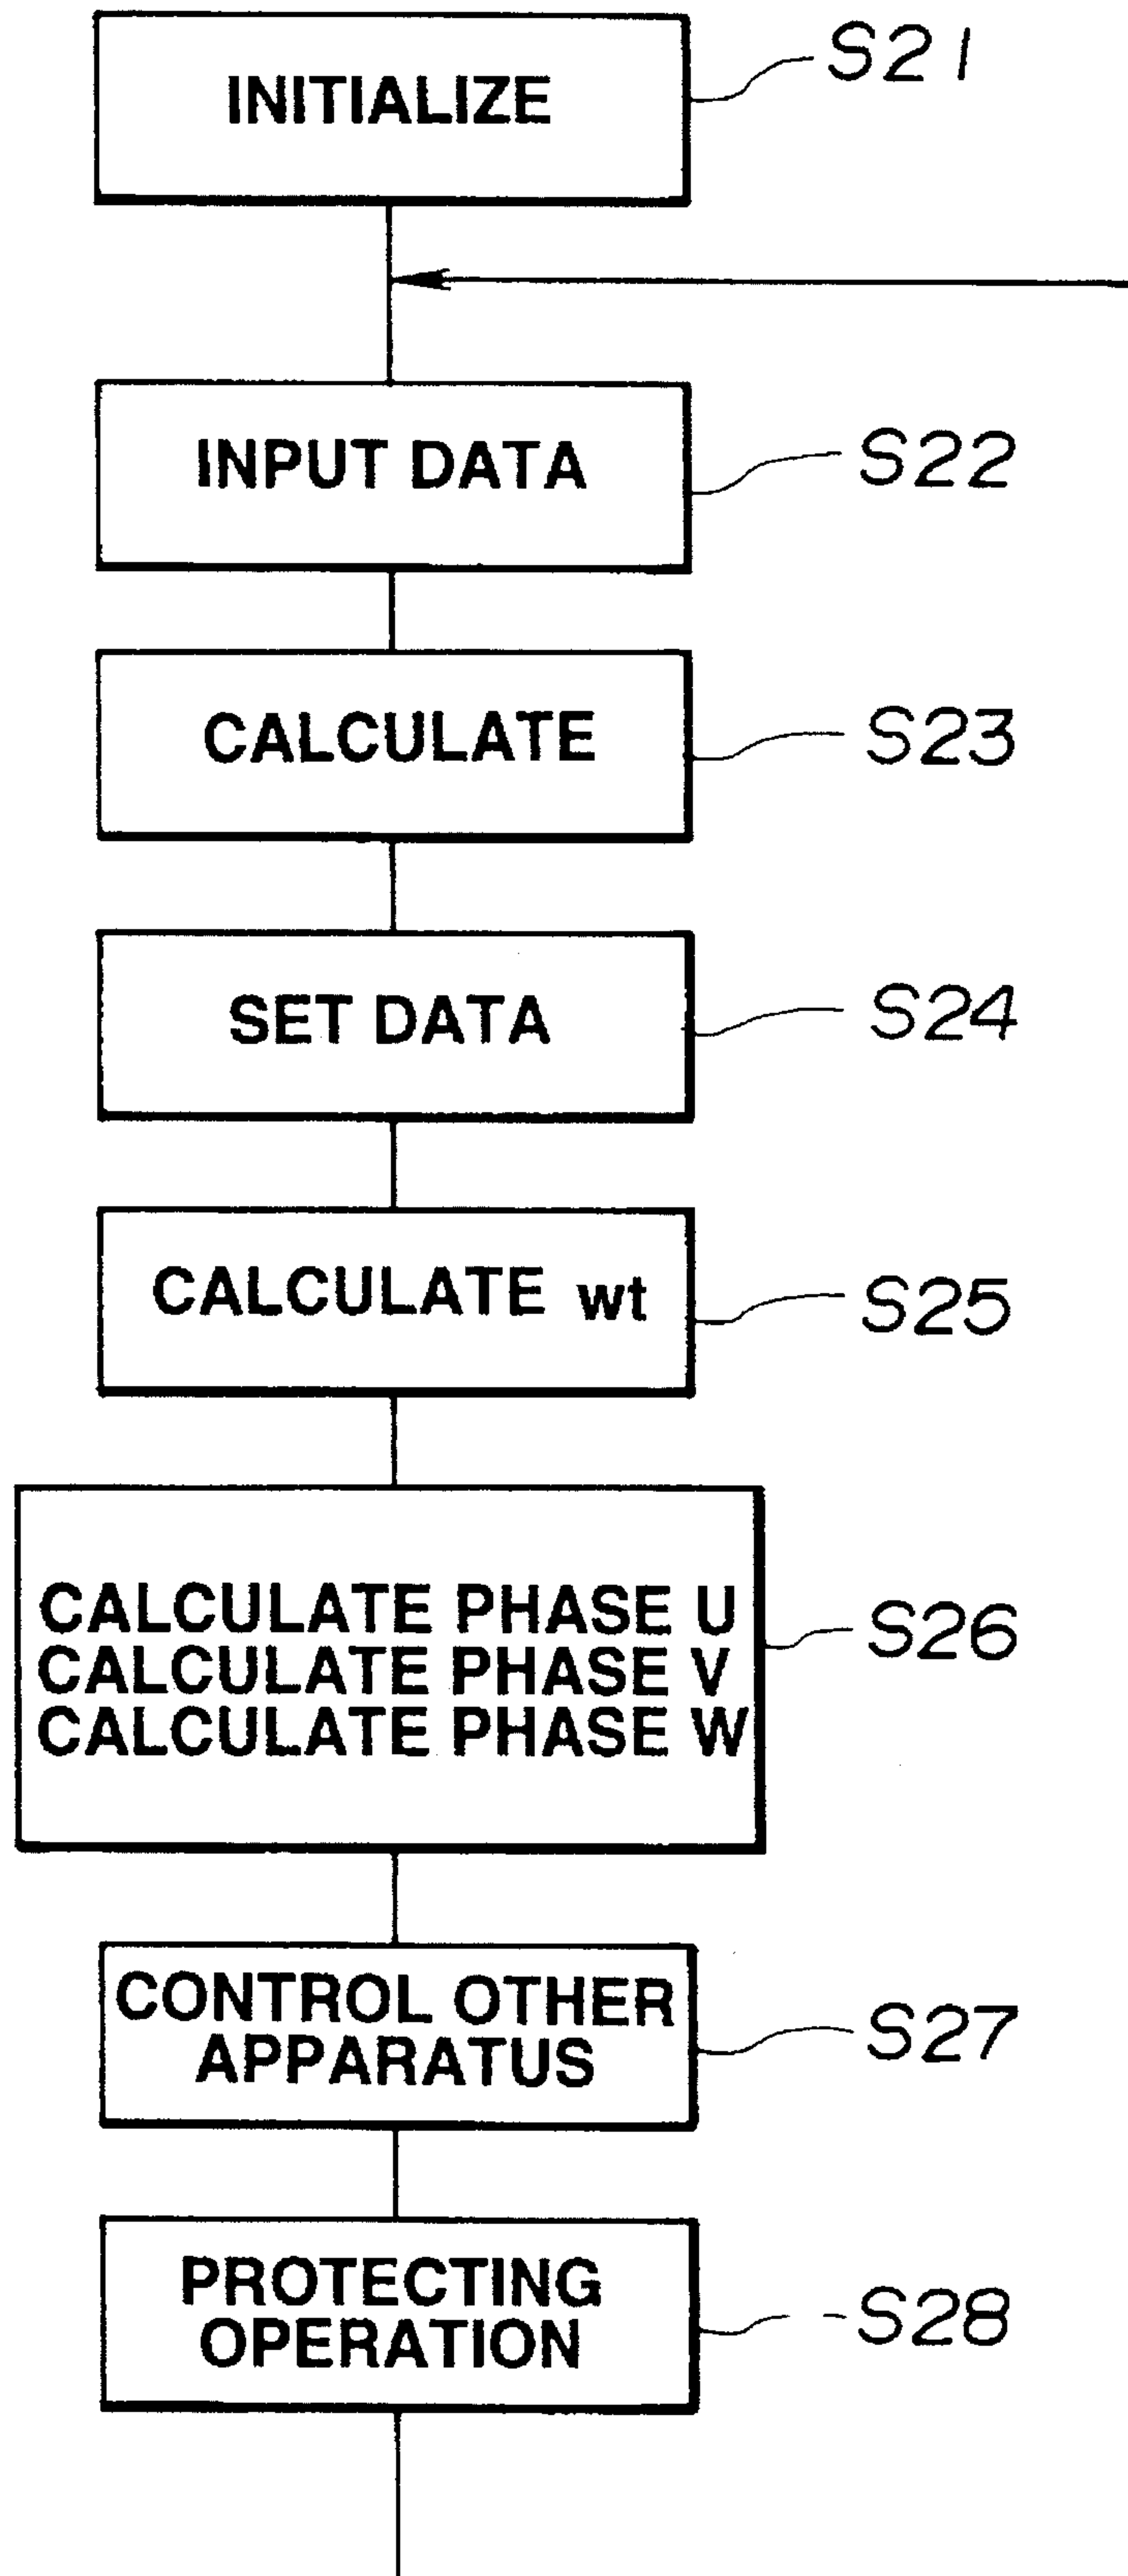 INITIALIZE
S21
INPUT DATA
S22
CALCULATE
S23
SET DATA
S24
CALCULATE wt
S25
CALCULATE PHASE U
CALCULATE PHASE V
CALCULATE PHASE W
S26
CONTROL OTHER
APPARATUS
S27
PROTECTING
OPERATION
S28